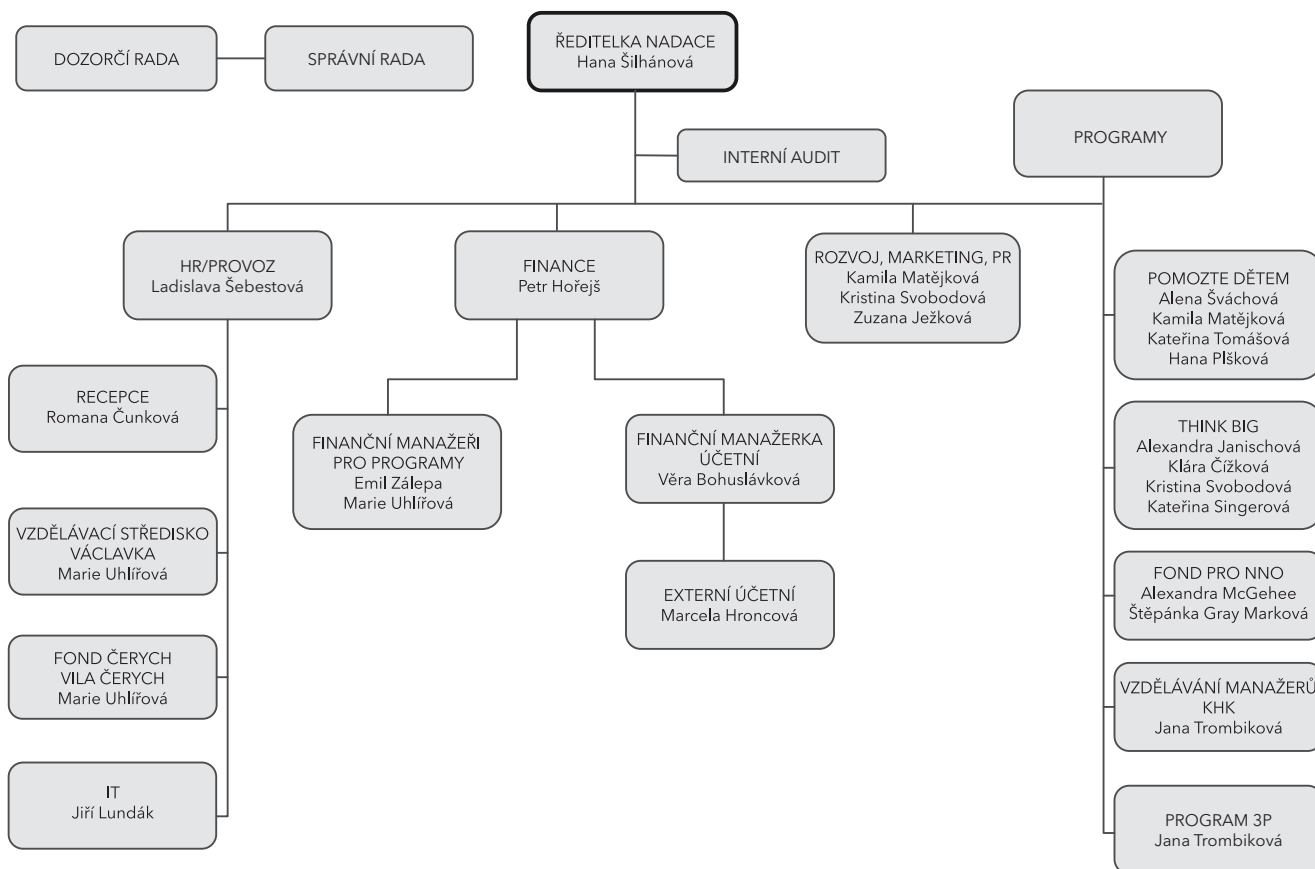 DOZORČÍ RADA
SPRÁVNÍ RADA
ŘEDITELKA NADACE
Hana Šilhánová
INTERNÍ AUDIT
PROGRAMY
HR/PROVOZ
Ladislava Šebestová
FINANCE
Petr Hořejš
ROZVOJ, MARKETING, PR
Kamila Matějková
Kristina Svobodová
Zuzana Ježková
POMOZTE DĚTEM
Alena Šváchová
Kamila Matějková
Kateřina Tomášová
Hana Plšková
RECEPCE
Romana Čunková
FINANČNÍ MANAŽEŘI
PRO PROGRAMY
Emil Zálepa
Marie Uhlířová
FINANČNÍ MANAŽERKA
ÚČETNÍ
Věra Bohuslávková
THINK BIG
Alexandra Janischová
Klára Čížková
Kristina Svobodová
Kateřina Singerová
VZDĚLÁVACÍ STŘEDISKO
VÁCLAVKA
Marie Uhlířová
EXTERNÍ ÚČETNÍ
Marcela Hroncová
FOND PRO NNO
Alexandra McGehee
Štěpánka Gray Marková
FOND ČERYCH
VILA ČERYCH
Marie Uhlířová
VZDĚLÁVÁNÍ MANAŽERŮ
KHK
Jana Trombiková
IT
Jiří Lundák
PROGRAM 3P
Jana Trombiková